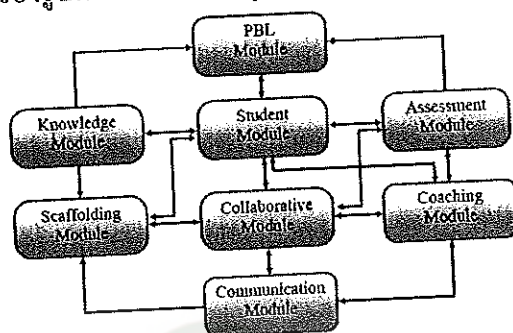 PBL
Module
Knowledge
Module
Student
Module
Assessment
Module
Scaffolding
Module
Collaborative
Module
Coaching
Module
Communication
Module